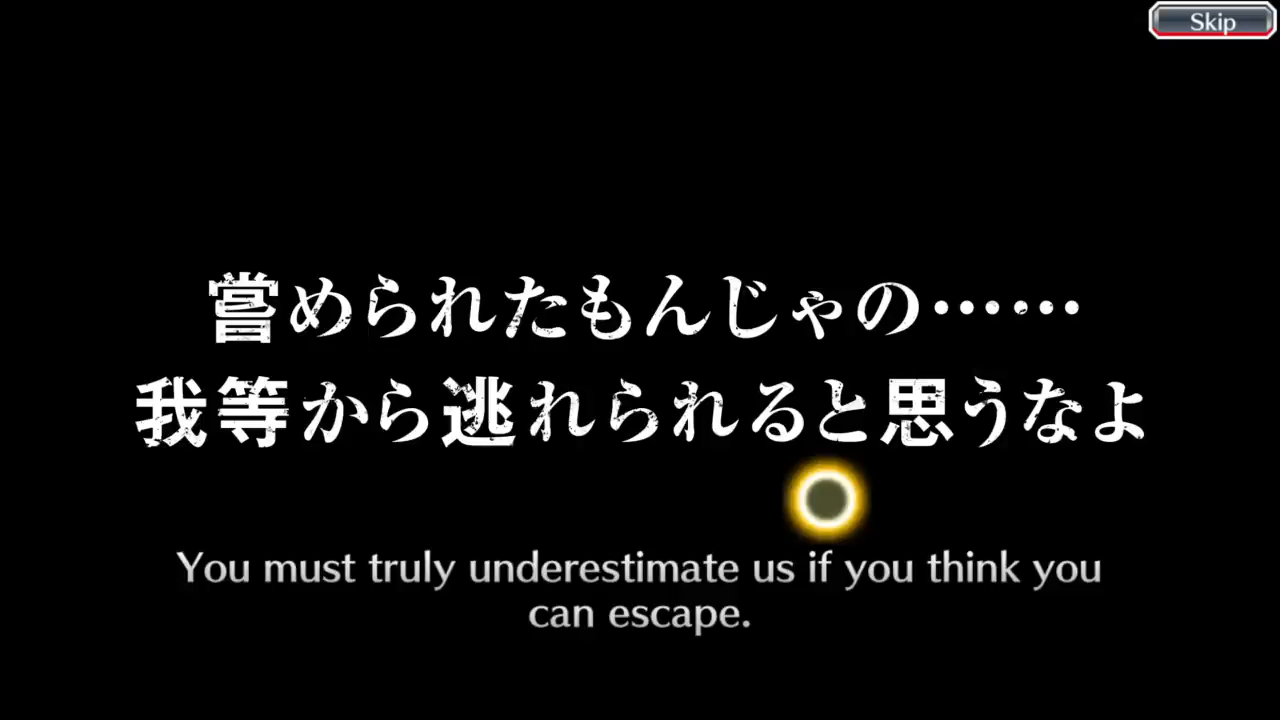 Skip
嘗められたもんじゃの……
我等から逃れられると思うなよ
You must truly underestimate us if you think you
can escape.